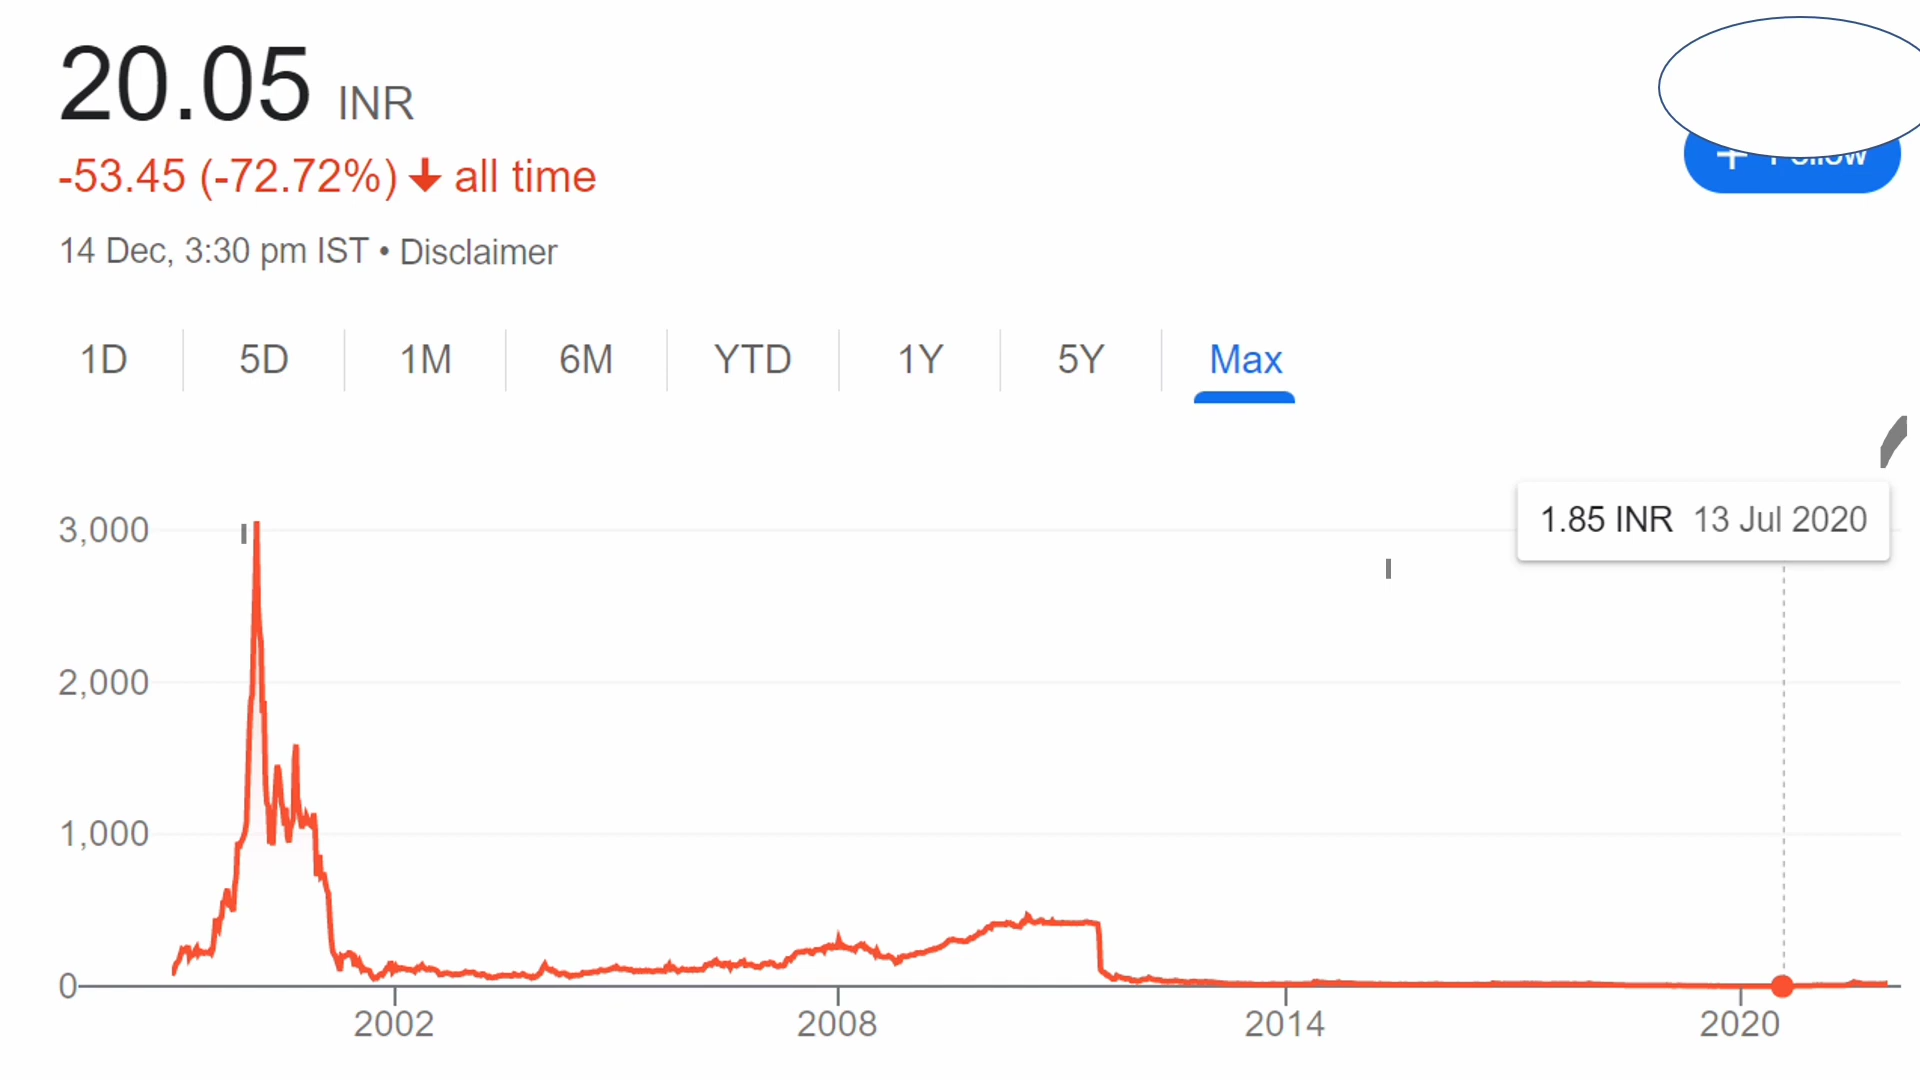 20.05 INR
-53.45 (-72.72%) all time
14 Dec, 3:30 pm IST • Disclaimer
+ Follow
1D 5D 1M 6M YTD 1Y 5Y Max
1.85 INR 13 Jul 2020
3,000
2,000
1,000
0
2002 2008 2014 2020